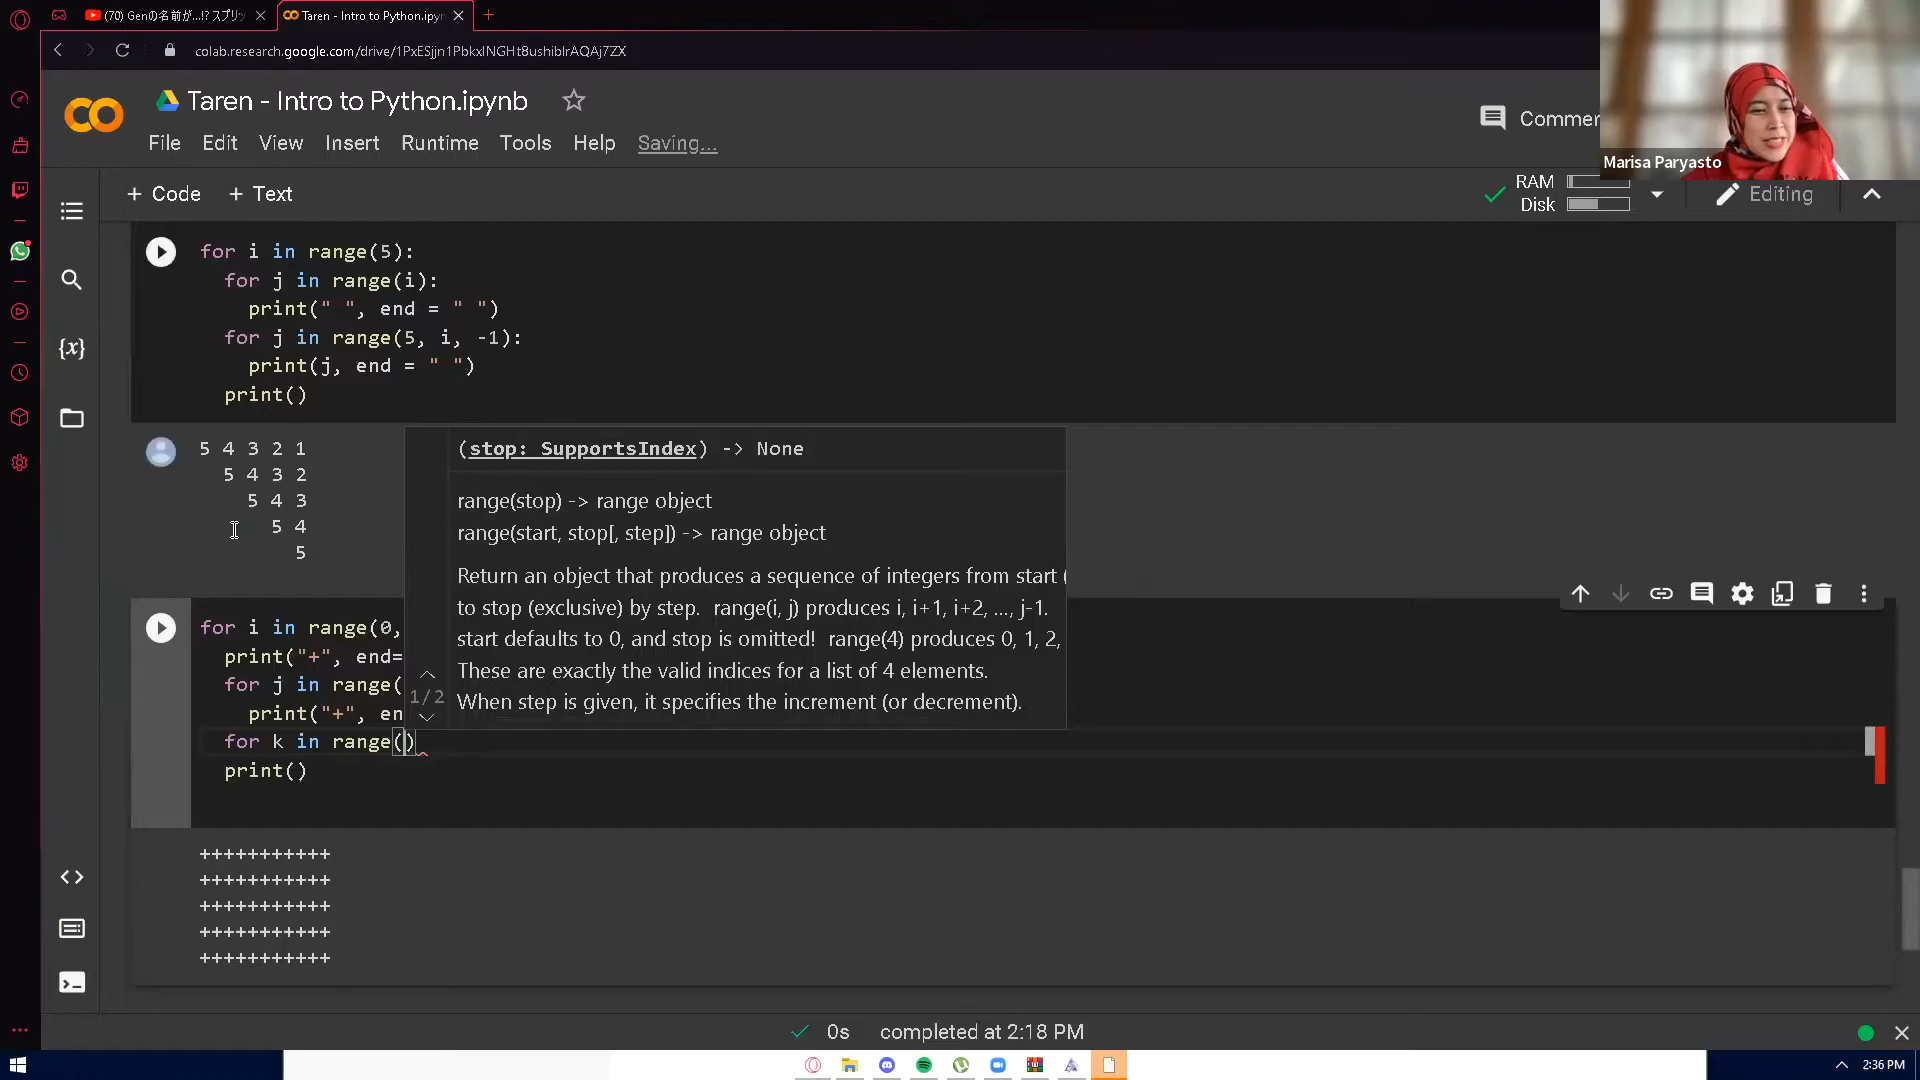 (70) Genの名前が...!? スプリッ
Taren - Intro to Python.ipyn
colab.research.google.com/drive/
Taren - Intro to Python.ipynb
File Edit View Insert Runtime Tools Help Saving...
Commen
Marisa Paryasto
+ Code + Text
RAM
Disk
Editing
for i in range(5):
for j in range(i):
print(" ", end = " ")
for j in range(5, i, -1):
print(j, end = " ")
print()
5 4 3 2 1
5 4 3 2
5 4 3
5 4
5
(stop: SupportsIndex) -> None
range(stop) -> range object
range(start, stop[, step]) -> range object
Return an object that produces a sequence of integers from start (
to stop (exclusive) by step. range(i, j) produces i, i+1, i+2, ..., j-1.
start defaults to 0, and stop is omitted! range(4) produces 0, 1, 2,
These are exactly the valid indices for a list of 4 elements.
When step is given, it specifies the increment (or decrement).
1/2
for i in range(0,
print("+", end=
for j in range(
print("+", en
for k in range()
print()
+++++++++++
+++++++++++
+++++++++++
+++++++++++
+++++++++++
0s completed at 2:18 PM
2:36 PM